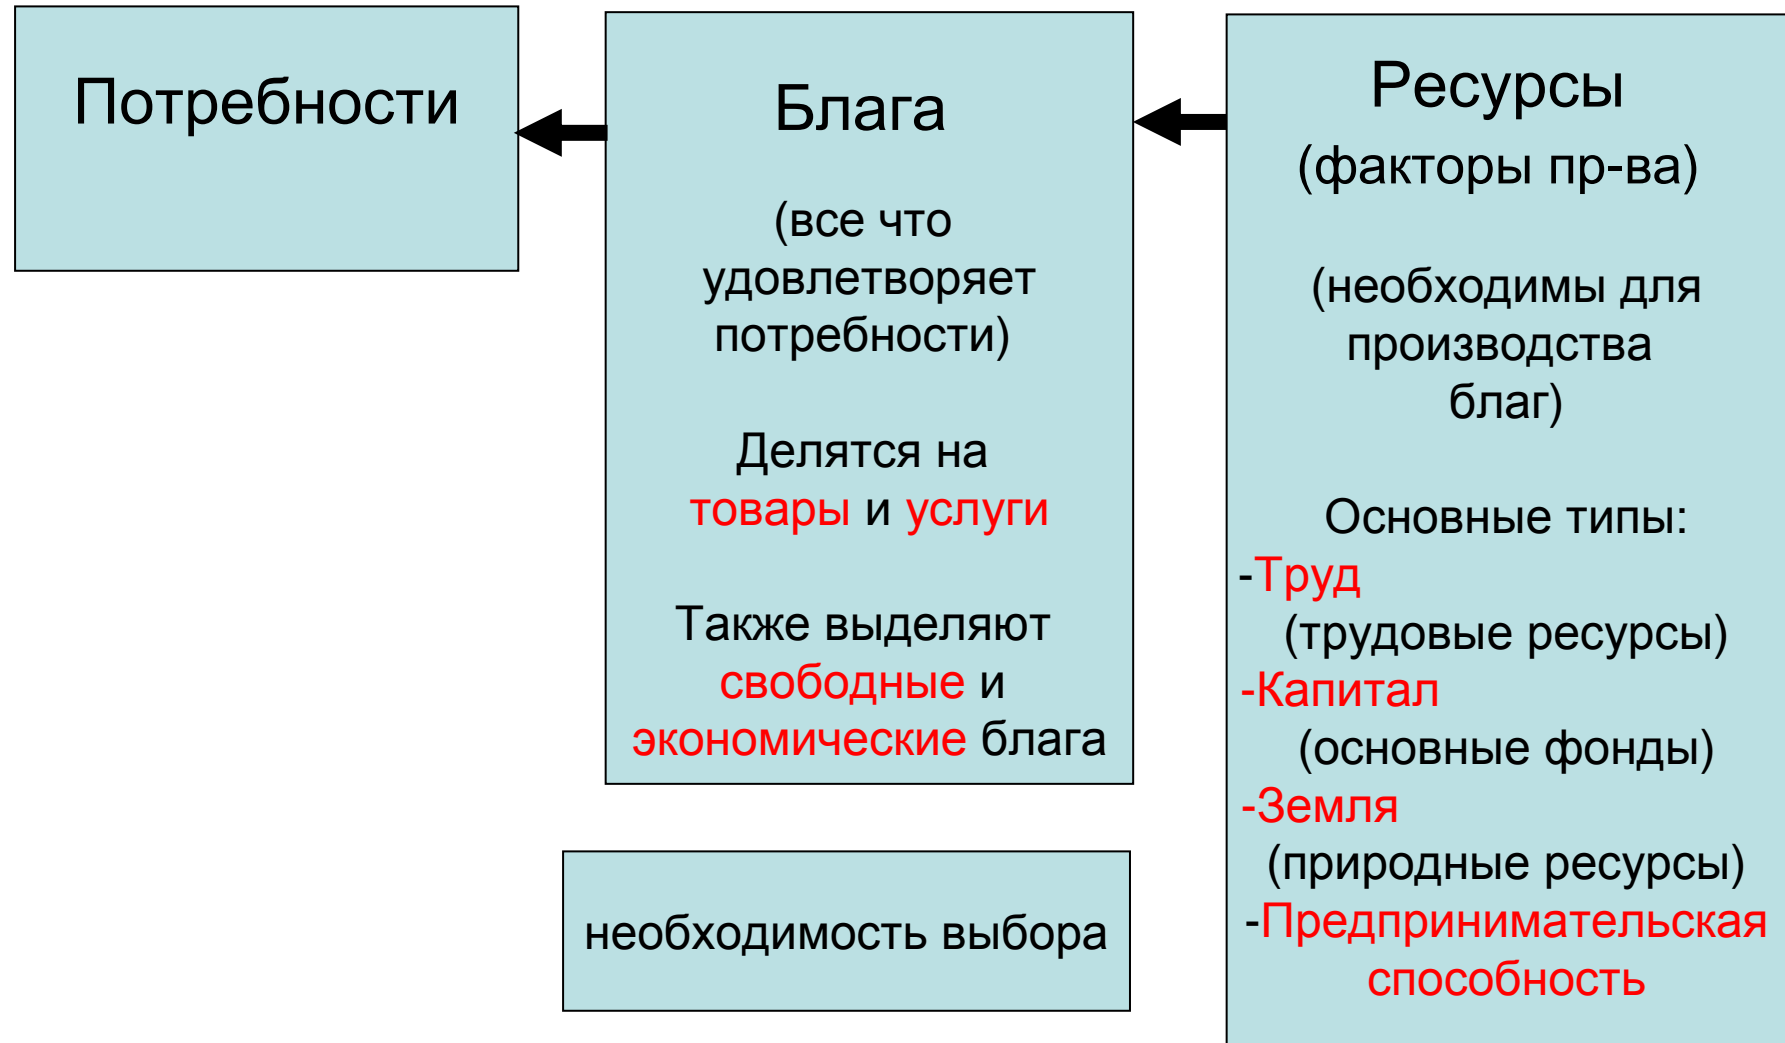 Потребности
Блага
(все что
удовлетворяет
потребности)
Делятся на
товары и услуги
Также выделяют
свободные и
экономические блага
необходимость выбора
Ресурсы
(факторы пр-ва)
(необходимы для
производства
благ)
Основные типы:
-Труд
(трудовые ресурсы)
-Капитал
(основные фонды)
-Земля
(природные ресурсы)
-Предпринимательская
способность